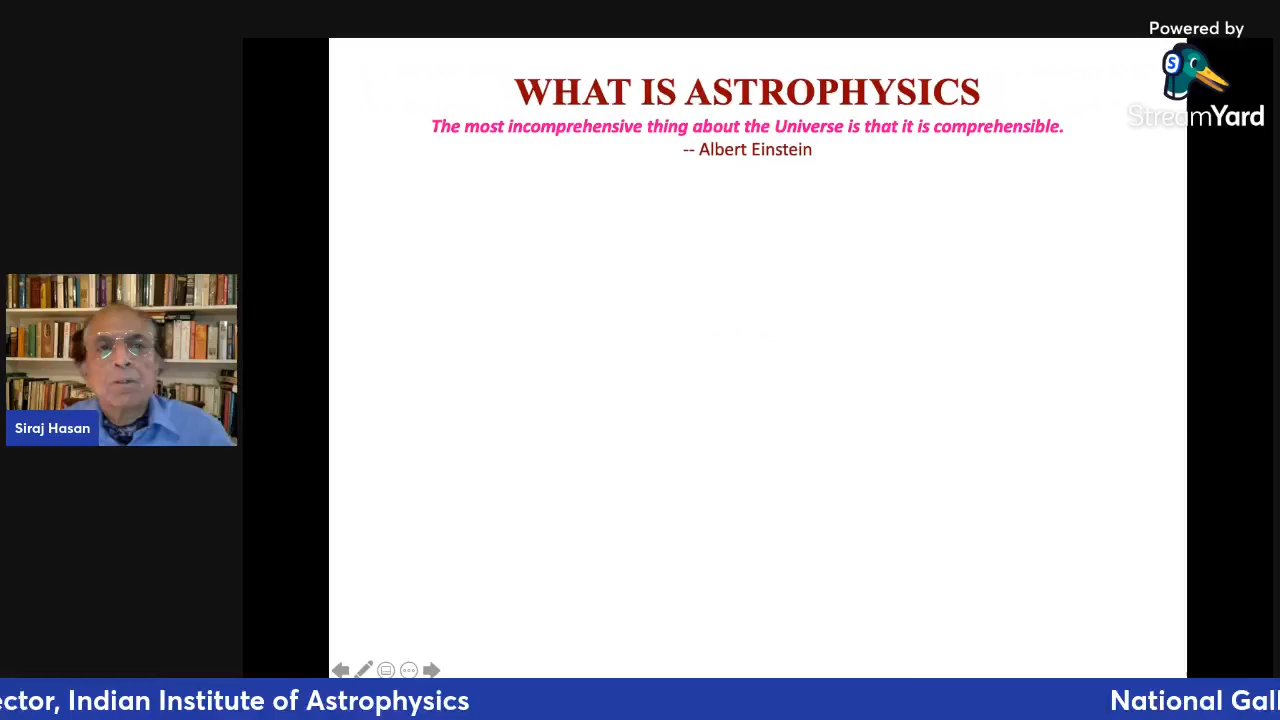 Powered by
StreamYard
WHAT IS ASTROPHYSICS
The most incomprehensive thing about the Universe is that it is comprehensible.
-- Albert Einstein
Siraj Hasan
ector, Indian Institute of Astrophysics
National Gall